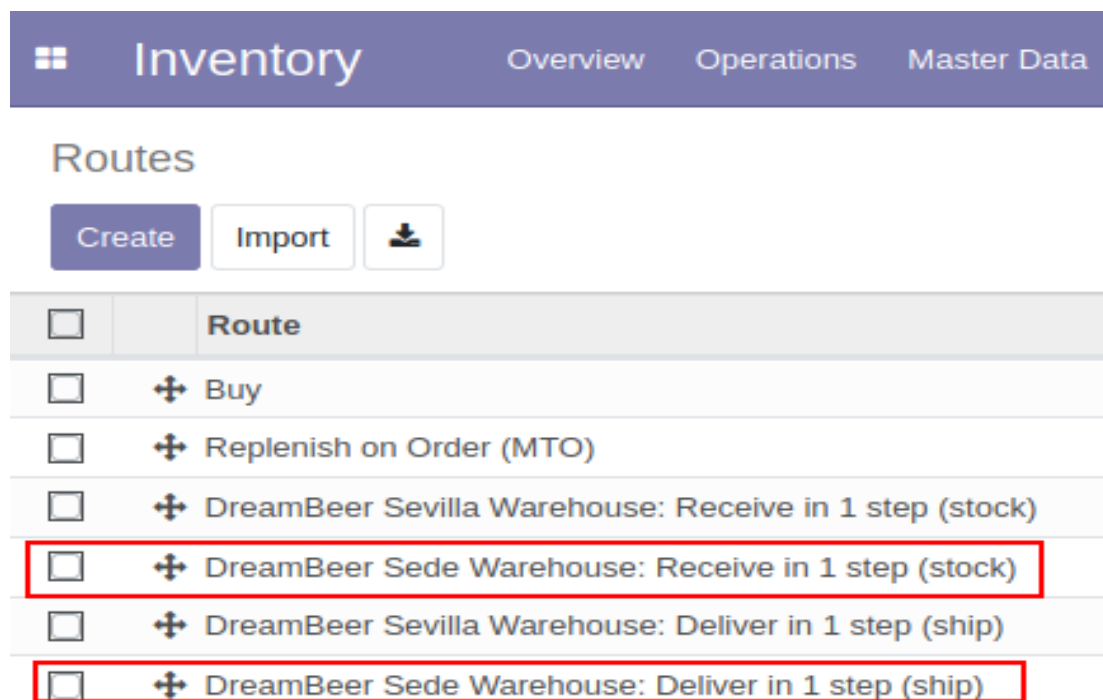 Inventory Overview Operations Master Data
Routes
Create Import
Route
Buy
Replenish on Order (MTO)
DreamBeer Sevilla Warehouse: Receive in 1 step (stock)
DreamBeer Sede Warehouse: Receive in 1 step (stock)
DreamBeer Sevilla Warehouse: Deliver in 1 step (ship)
DreamBeer Sede Warehouse: Deliver in 1 step (ship)